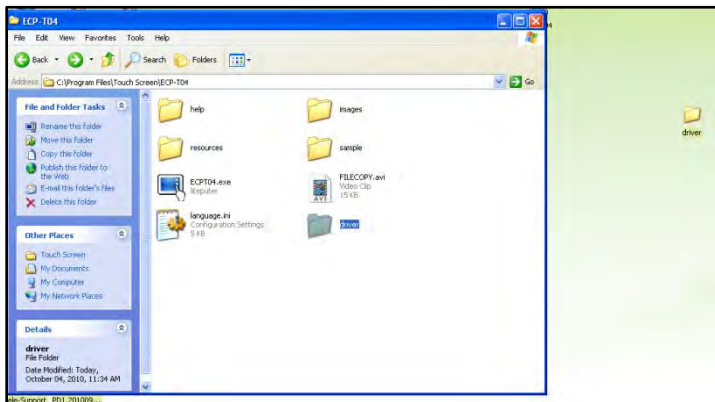 ECP-T04
File Edit View Favorites Tools Help
Back Search Folders
Address C:\Program Files\Touch Screen\ECP-T04 Go
File and Folder Tasks
Rename this folder
Move this folder
Copy this folder
Publish this folder to
the Web
E-mail this folder's files
Delete this folder
Other Places
Touch Screen
My Documents
My Computer
My Network Places
Details
driver
File Folder
Date Modified: Today,
October 04, 2010, 11:34 AM
help
images
resources
sample
ECPT04.exe
FILECOPY.avi
Video Clip
15 KB
AVI
language.ini
Configuration Settings
5 KB
driver
driver